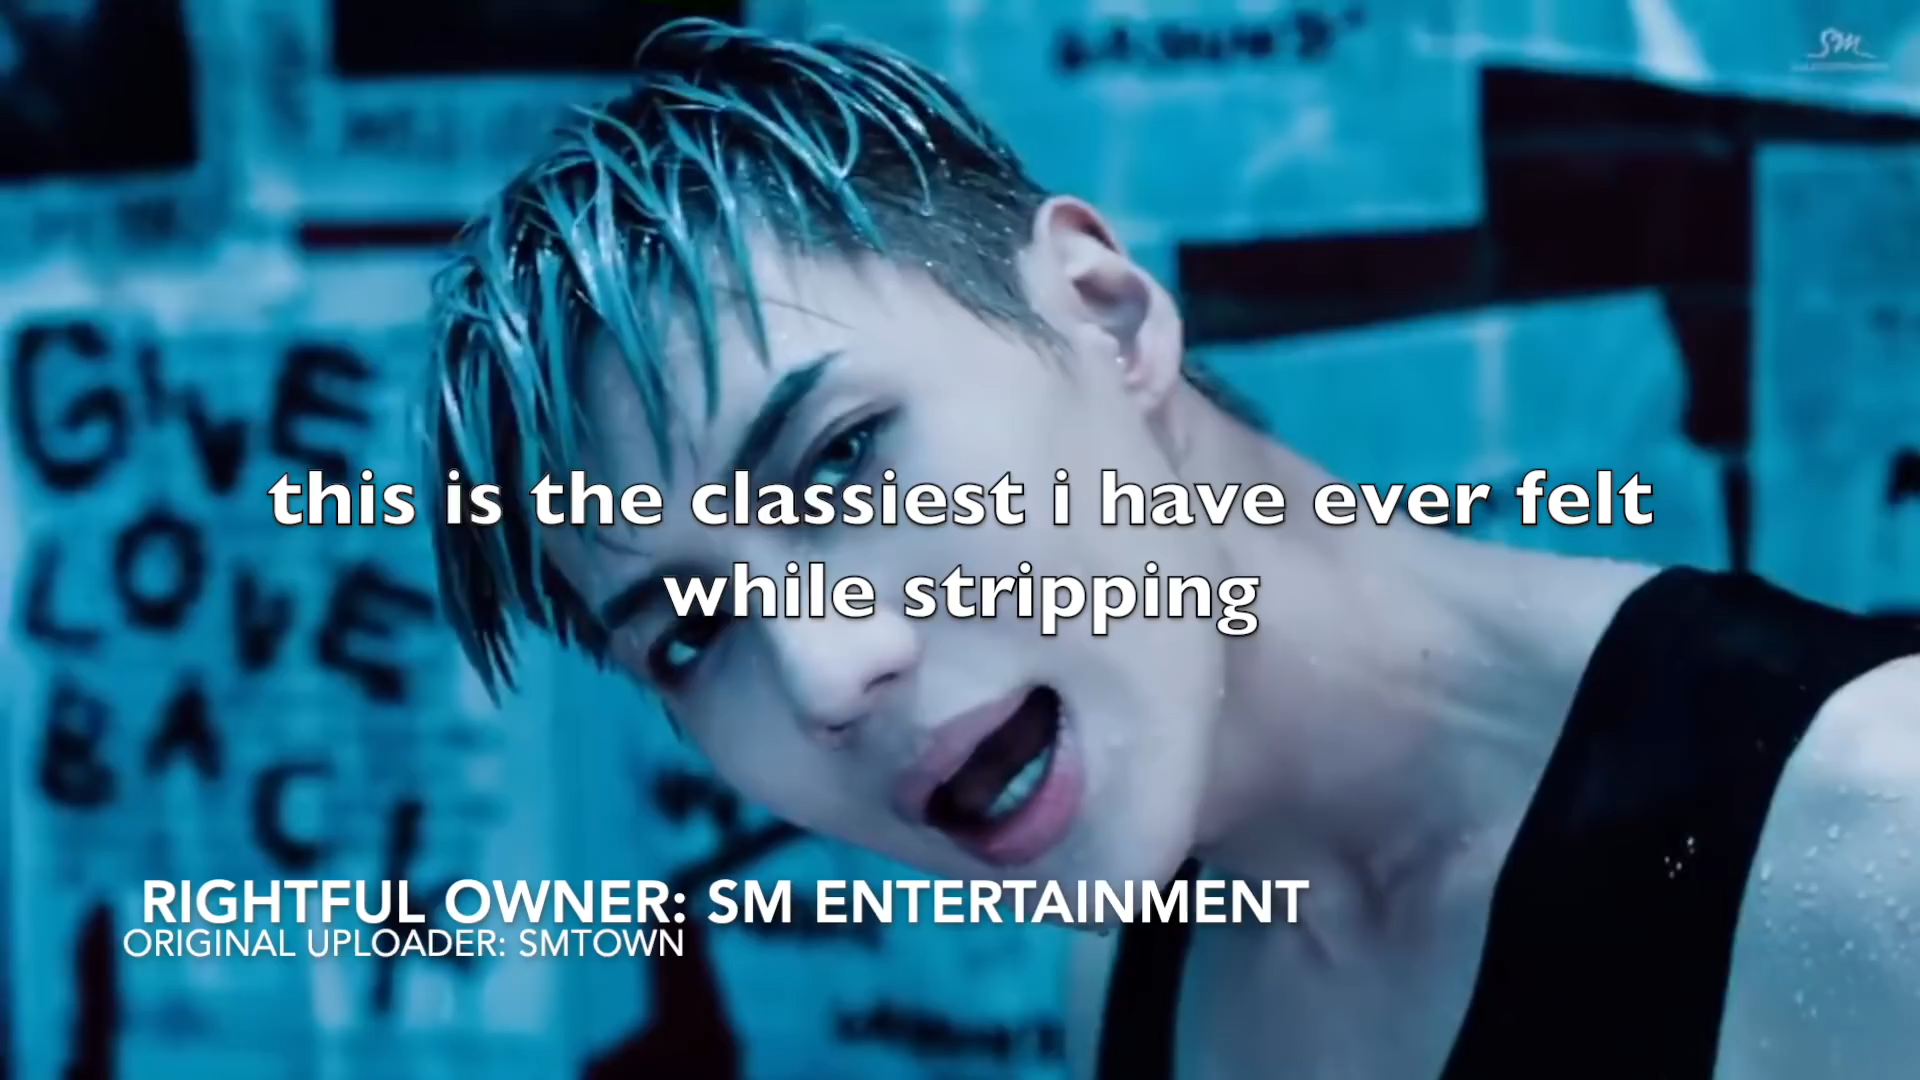 SM
GIVE
LOVE
BACK
this is the classiest i have ever felt
while stripping
RIGHTFUL OWNER: SM ENTERTAINMENT
ORIGINAL UPLOADER: SMTOWN